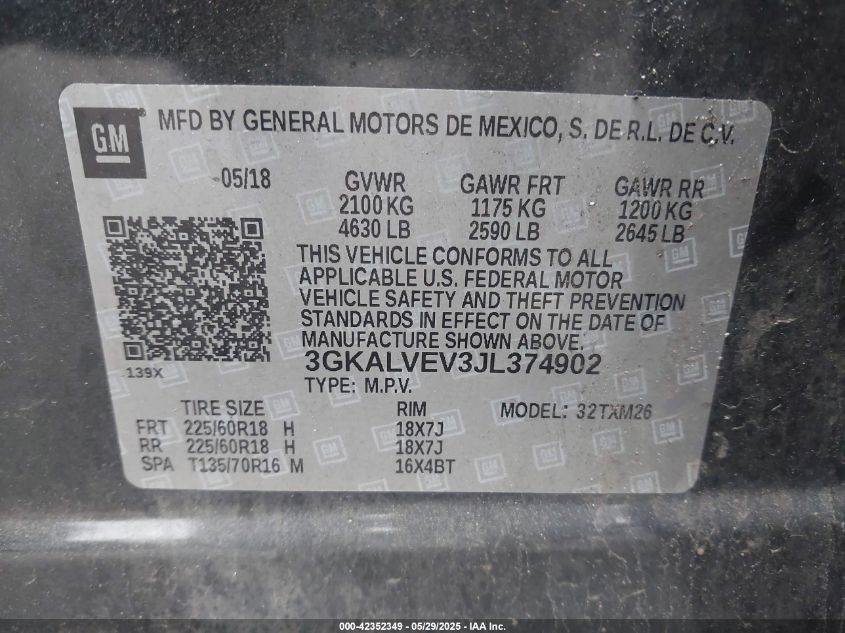 GM
MFD BY GENERAL MOTORS DE MEXICO, S. DE R.L. DE C.V.
05/18 GVWR GAWR FRT GAWR RR
2100 KG 1175 KG 1200 KG
4630 LB 2590 LB 2645 LB
THIS VEHICLE CONFORMS TO ALL
APPLICABLE U.S. FEDERAL MOTOR
VEHICLE SAFETY AND THEFT PREVENTION
STANDARDS IN EFFECT ON THE DATE OF
MANUFACTURE SHOWN ABOVE.
139X
3GKALVEV3JL374902
TYPE: M.P.V.
TIRE SIZE RIM MODEL: 32TXM26
FRT 225/60R18 H 18X7J
RR 225/60R18 H 18X7J
SPA T135/70R16 M 16X4BT
000-42352349 - 05/29/2025 - IAA Inc.